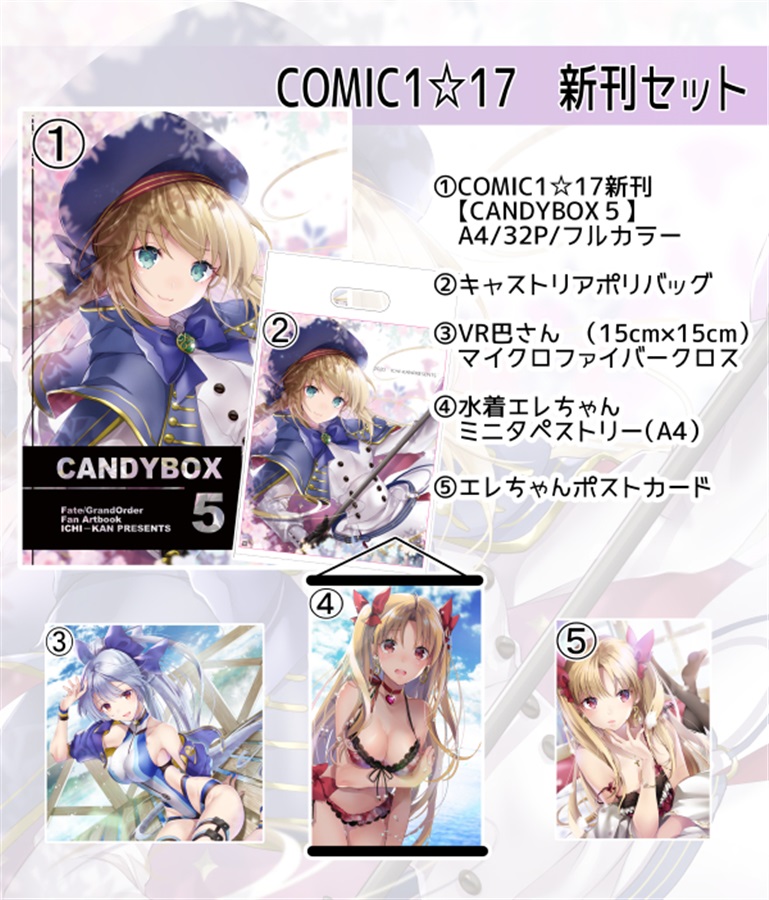 COMIC1☆17 新刊セット
①
①COMIC1☆17新刊
【CANDYBOX５】
A4/32P/フルカラー
②キャストリアポリバッグ
②
③VR巴さん （15cm×15cm）
マイクロファイバークロス
④水着エレちゃん
ミニタペストリー（A4）
⑤エレちゃんポストカード
CANDYBOX
5
Fate/GrandOrder
Fan Artbook
ICHI－KAN PRESENTS
③
④
⑤